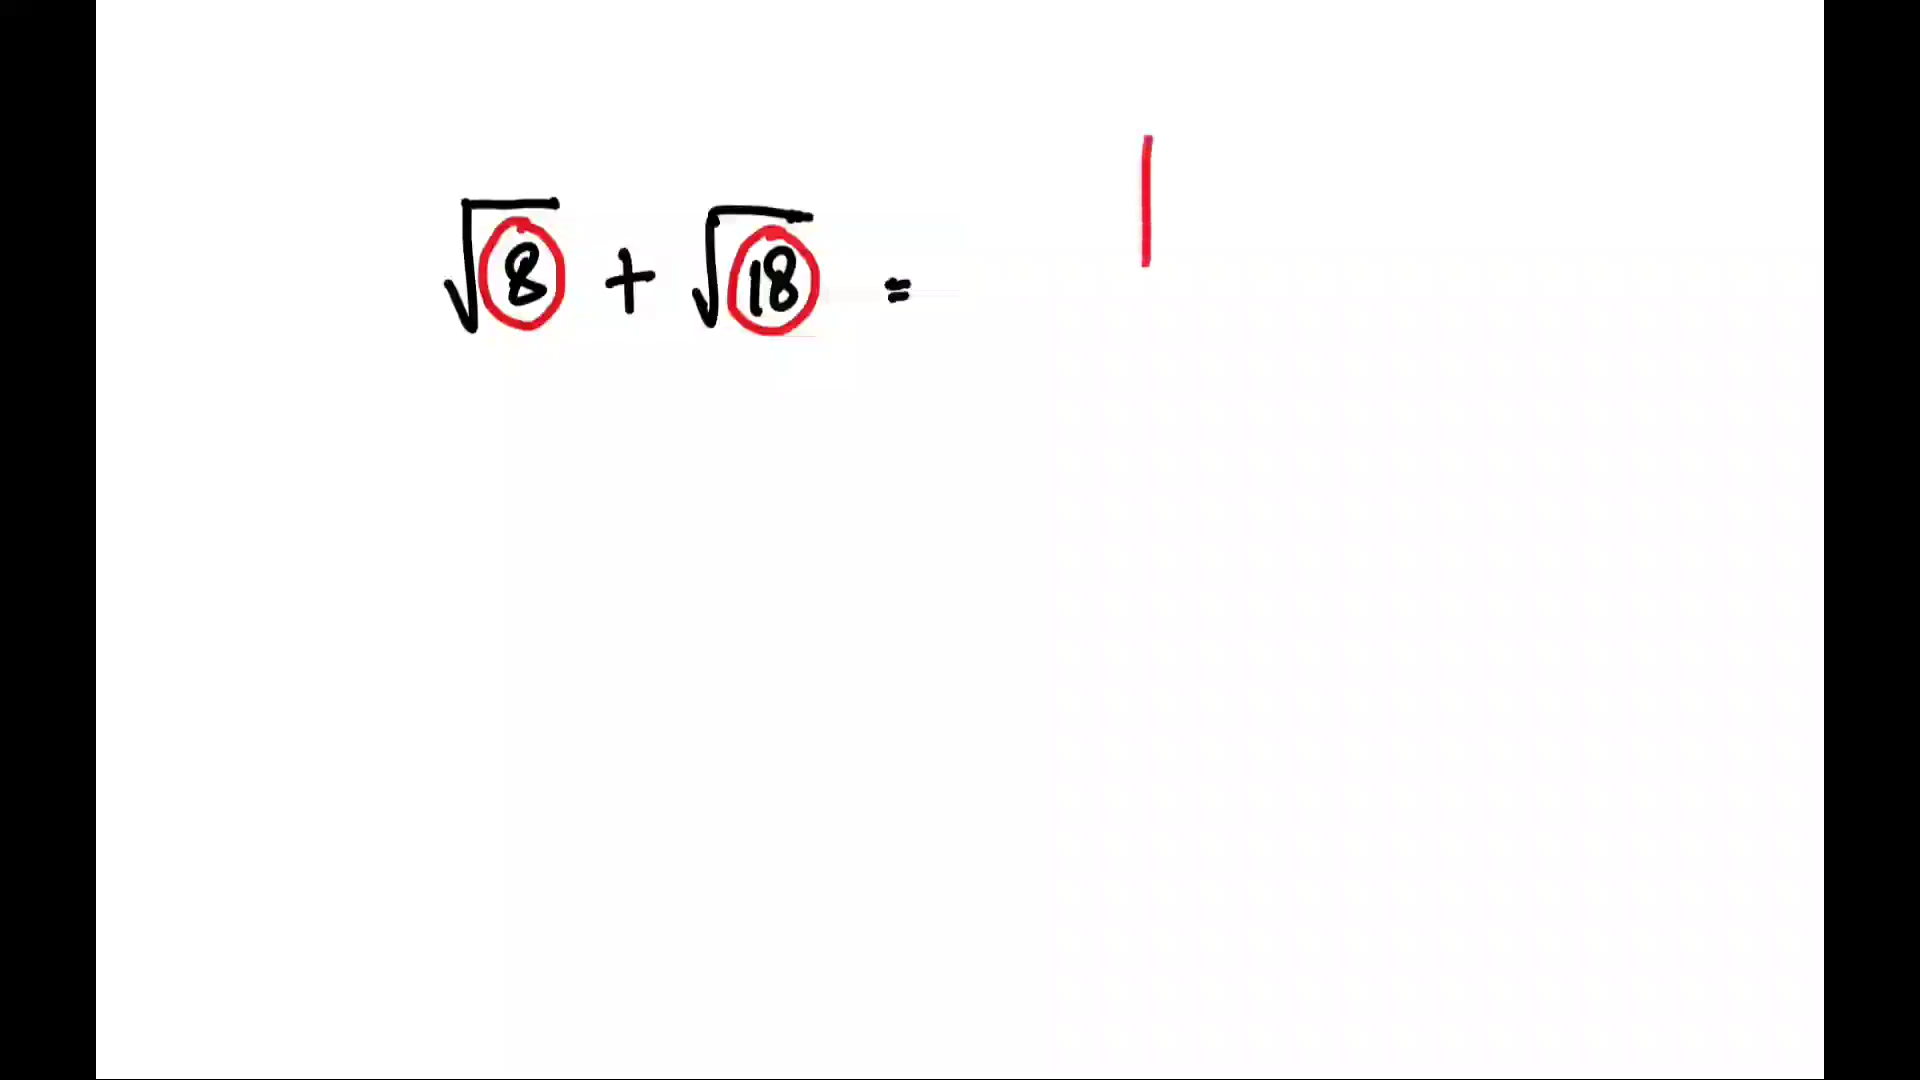 √8 + √18 =